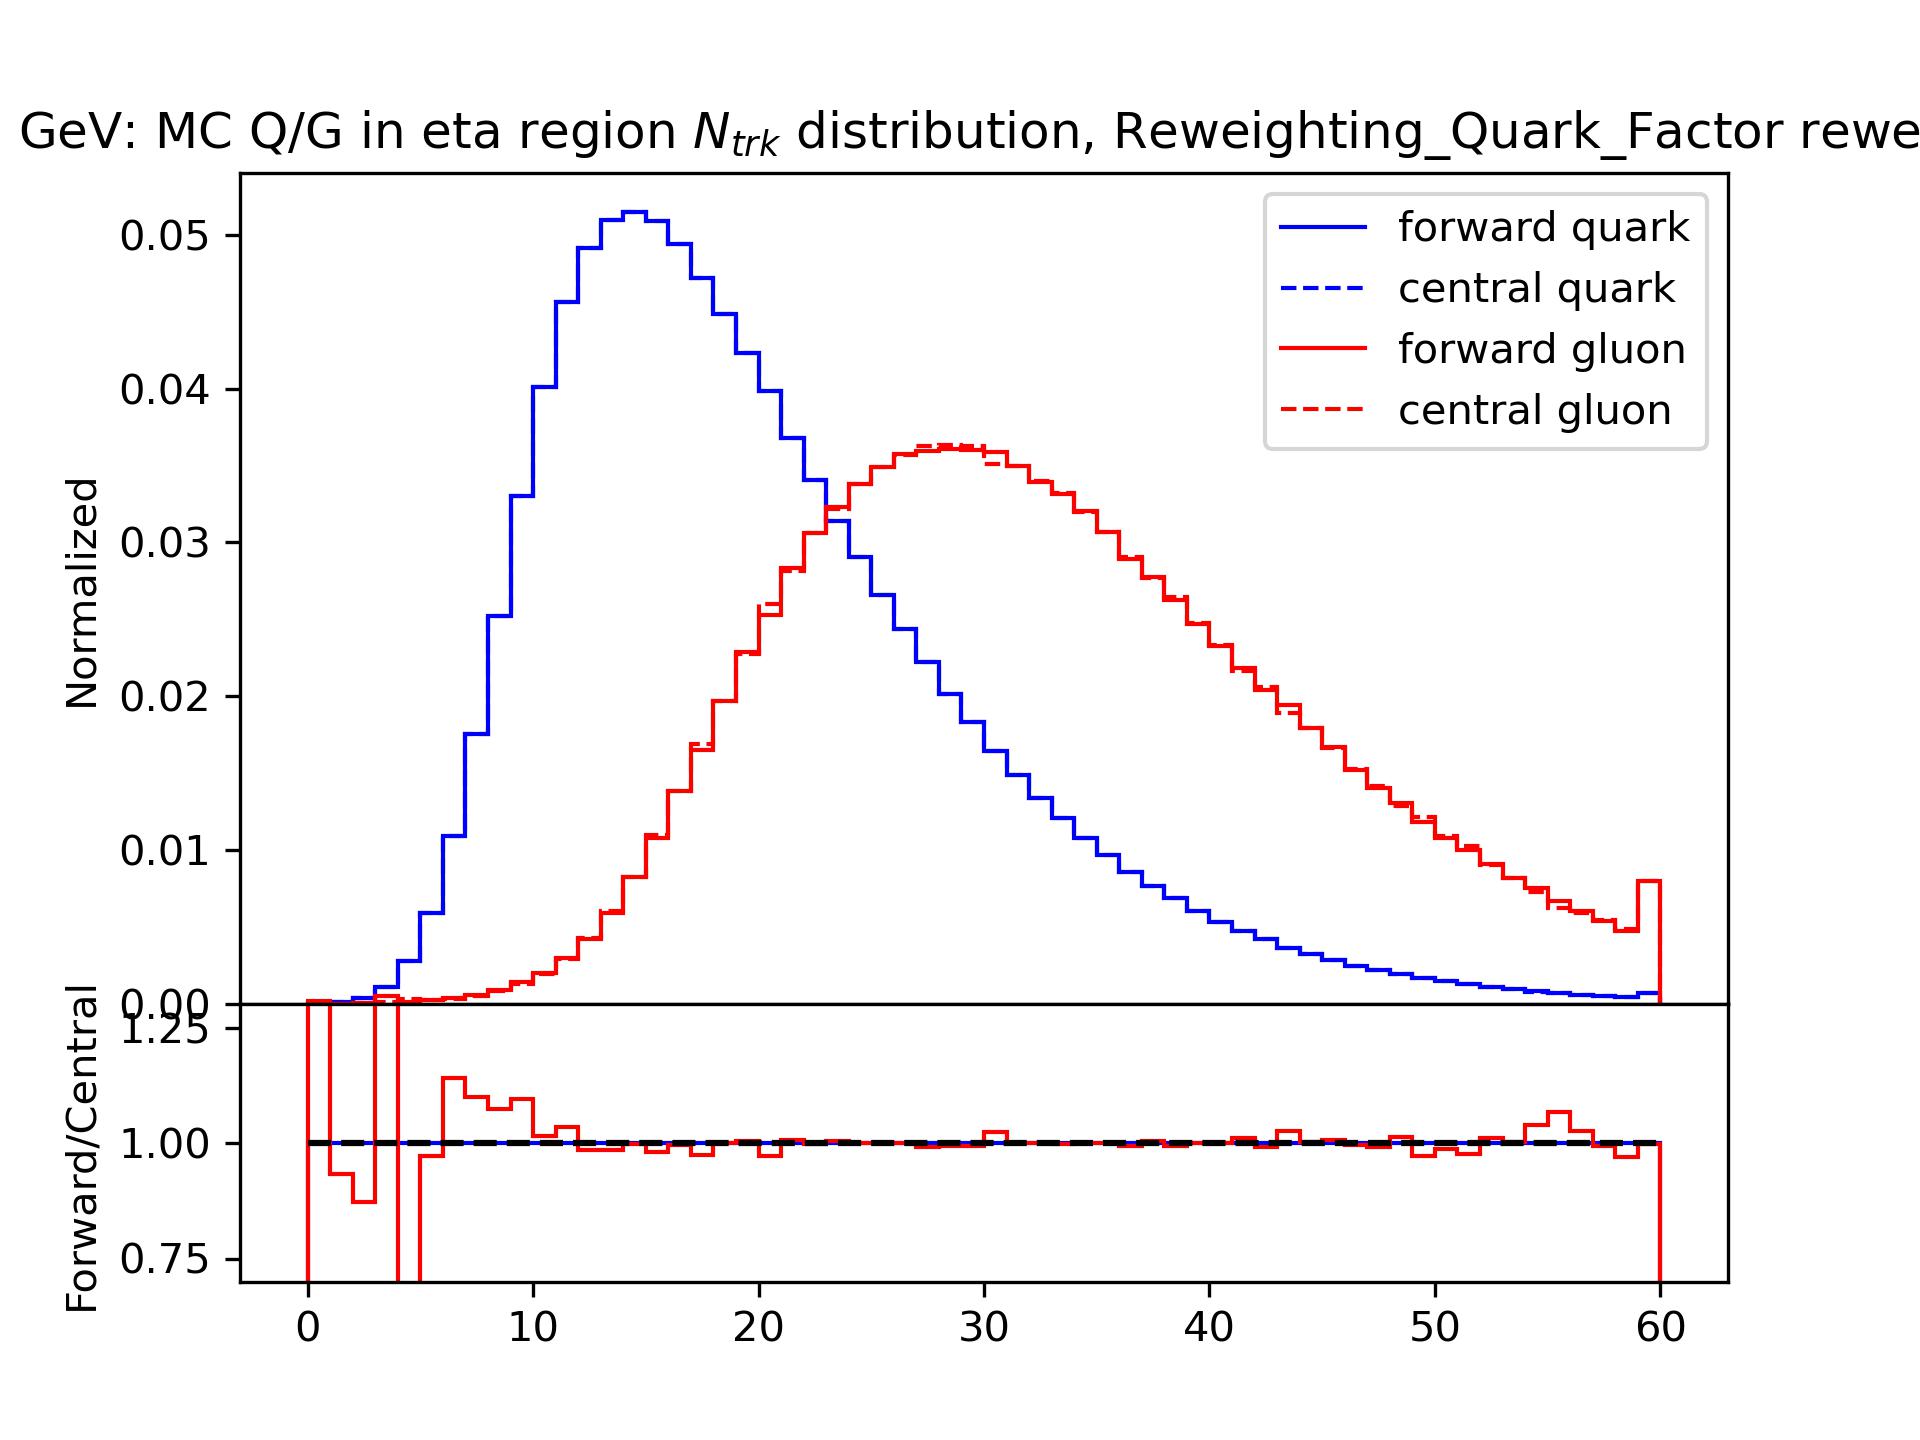 GeV: MC Q/G in eta region N_trk distribution, Reweighting_Quark_Factor rewe
forward quark
central quark
forward gluon
central gluon
Normalized
0.05
0.04
0.03
0.02
0.01
0.00
Forward/Central
1.25
1.00
0.75
0 10 20 30 40 50 60